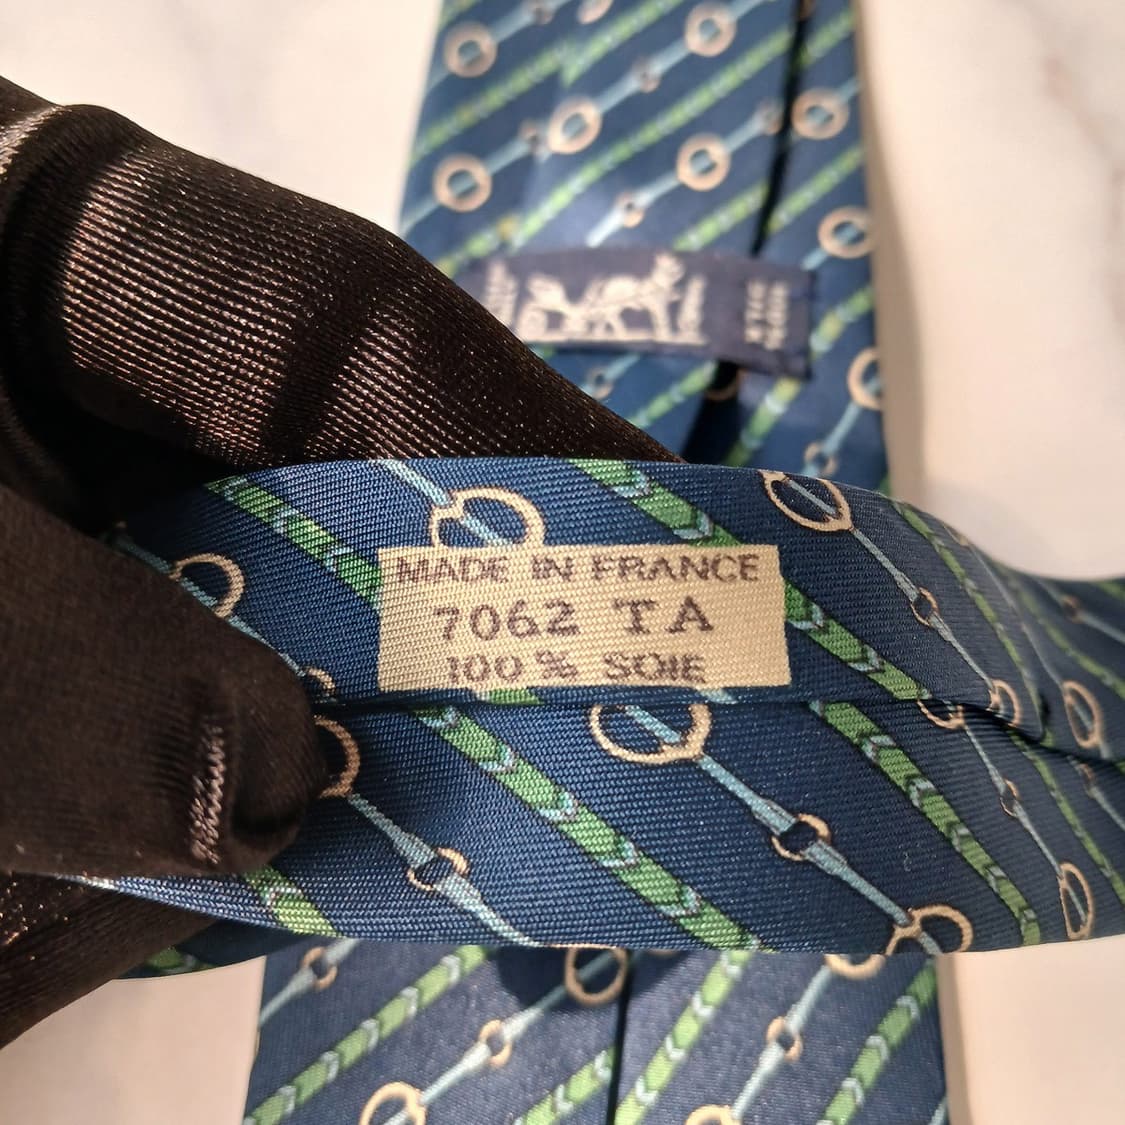 MADE IN FRANCE
7062 TA
100 % SOIE